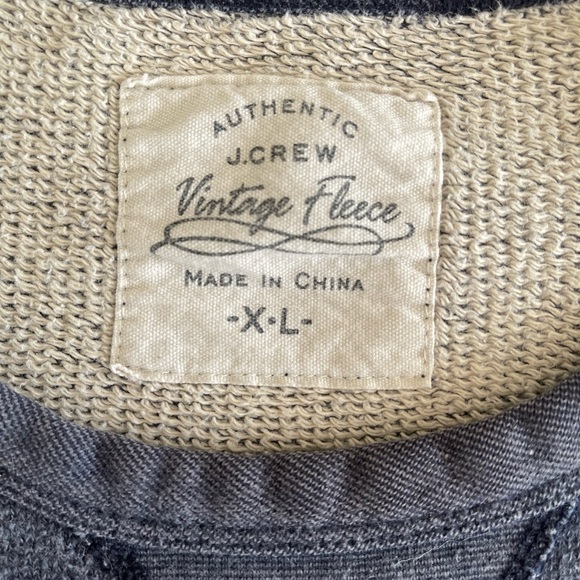 AUTHENTIC
J.CREW
Vintage Fleece
MADE IN CHINA
-X·L-